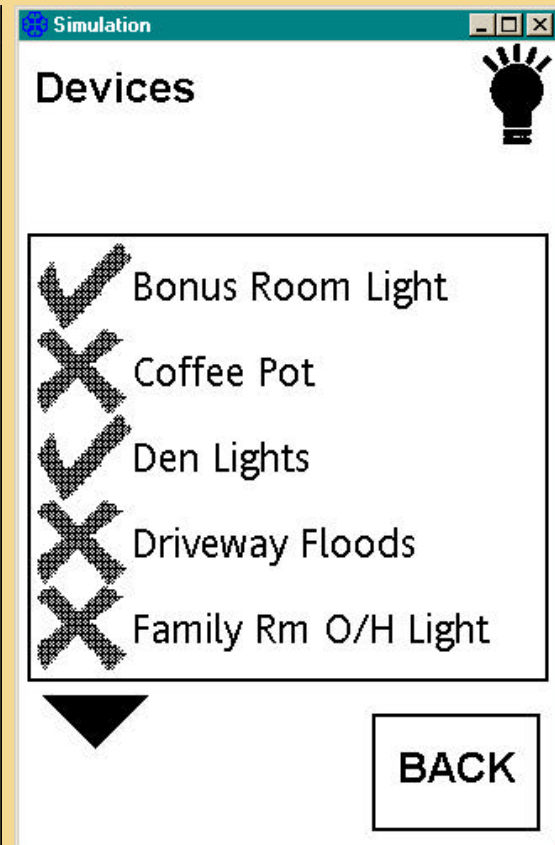 Simulation
Devices
Bonus Room Light
Coffee Pot
Den Lights
Driveway Floods
Family Rm O/H Light
BACK